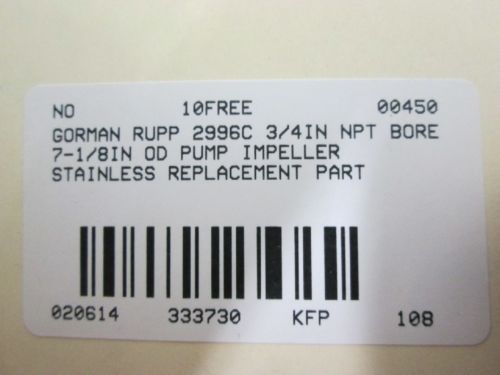 NO 10FREE 00450
GORMAN RUPP 2996C 3/4IN NPT BORE
7-1/8IN OD PUMP IMPELLER
STAINLESS REPLACEMENT PART
020614 333730 KFP 108